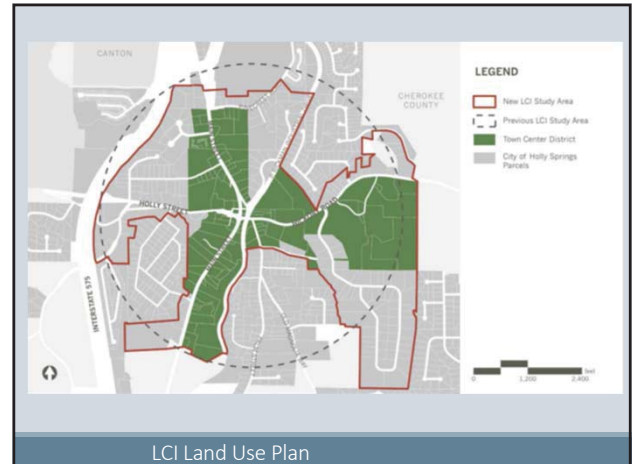 CANTON
CHEROKEE
COUNTY
HOLLY STREET
INTERSTATE 575
LEGEND
New LCI Study Area
Previous LCI Study Area
Town Center District
City of Holly Springs
Parcels
0 1,200 2,400 feet
LCI Land Use Plan